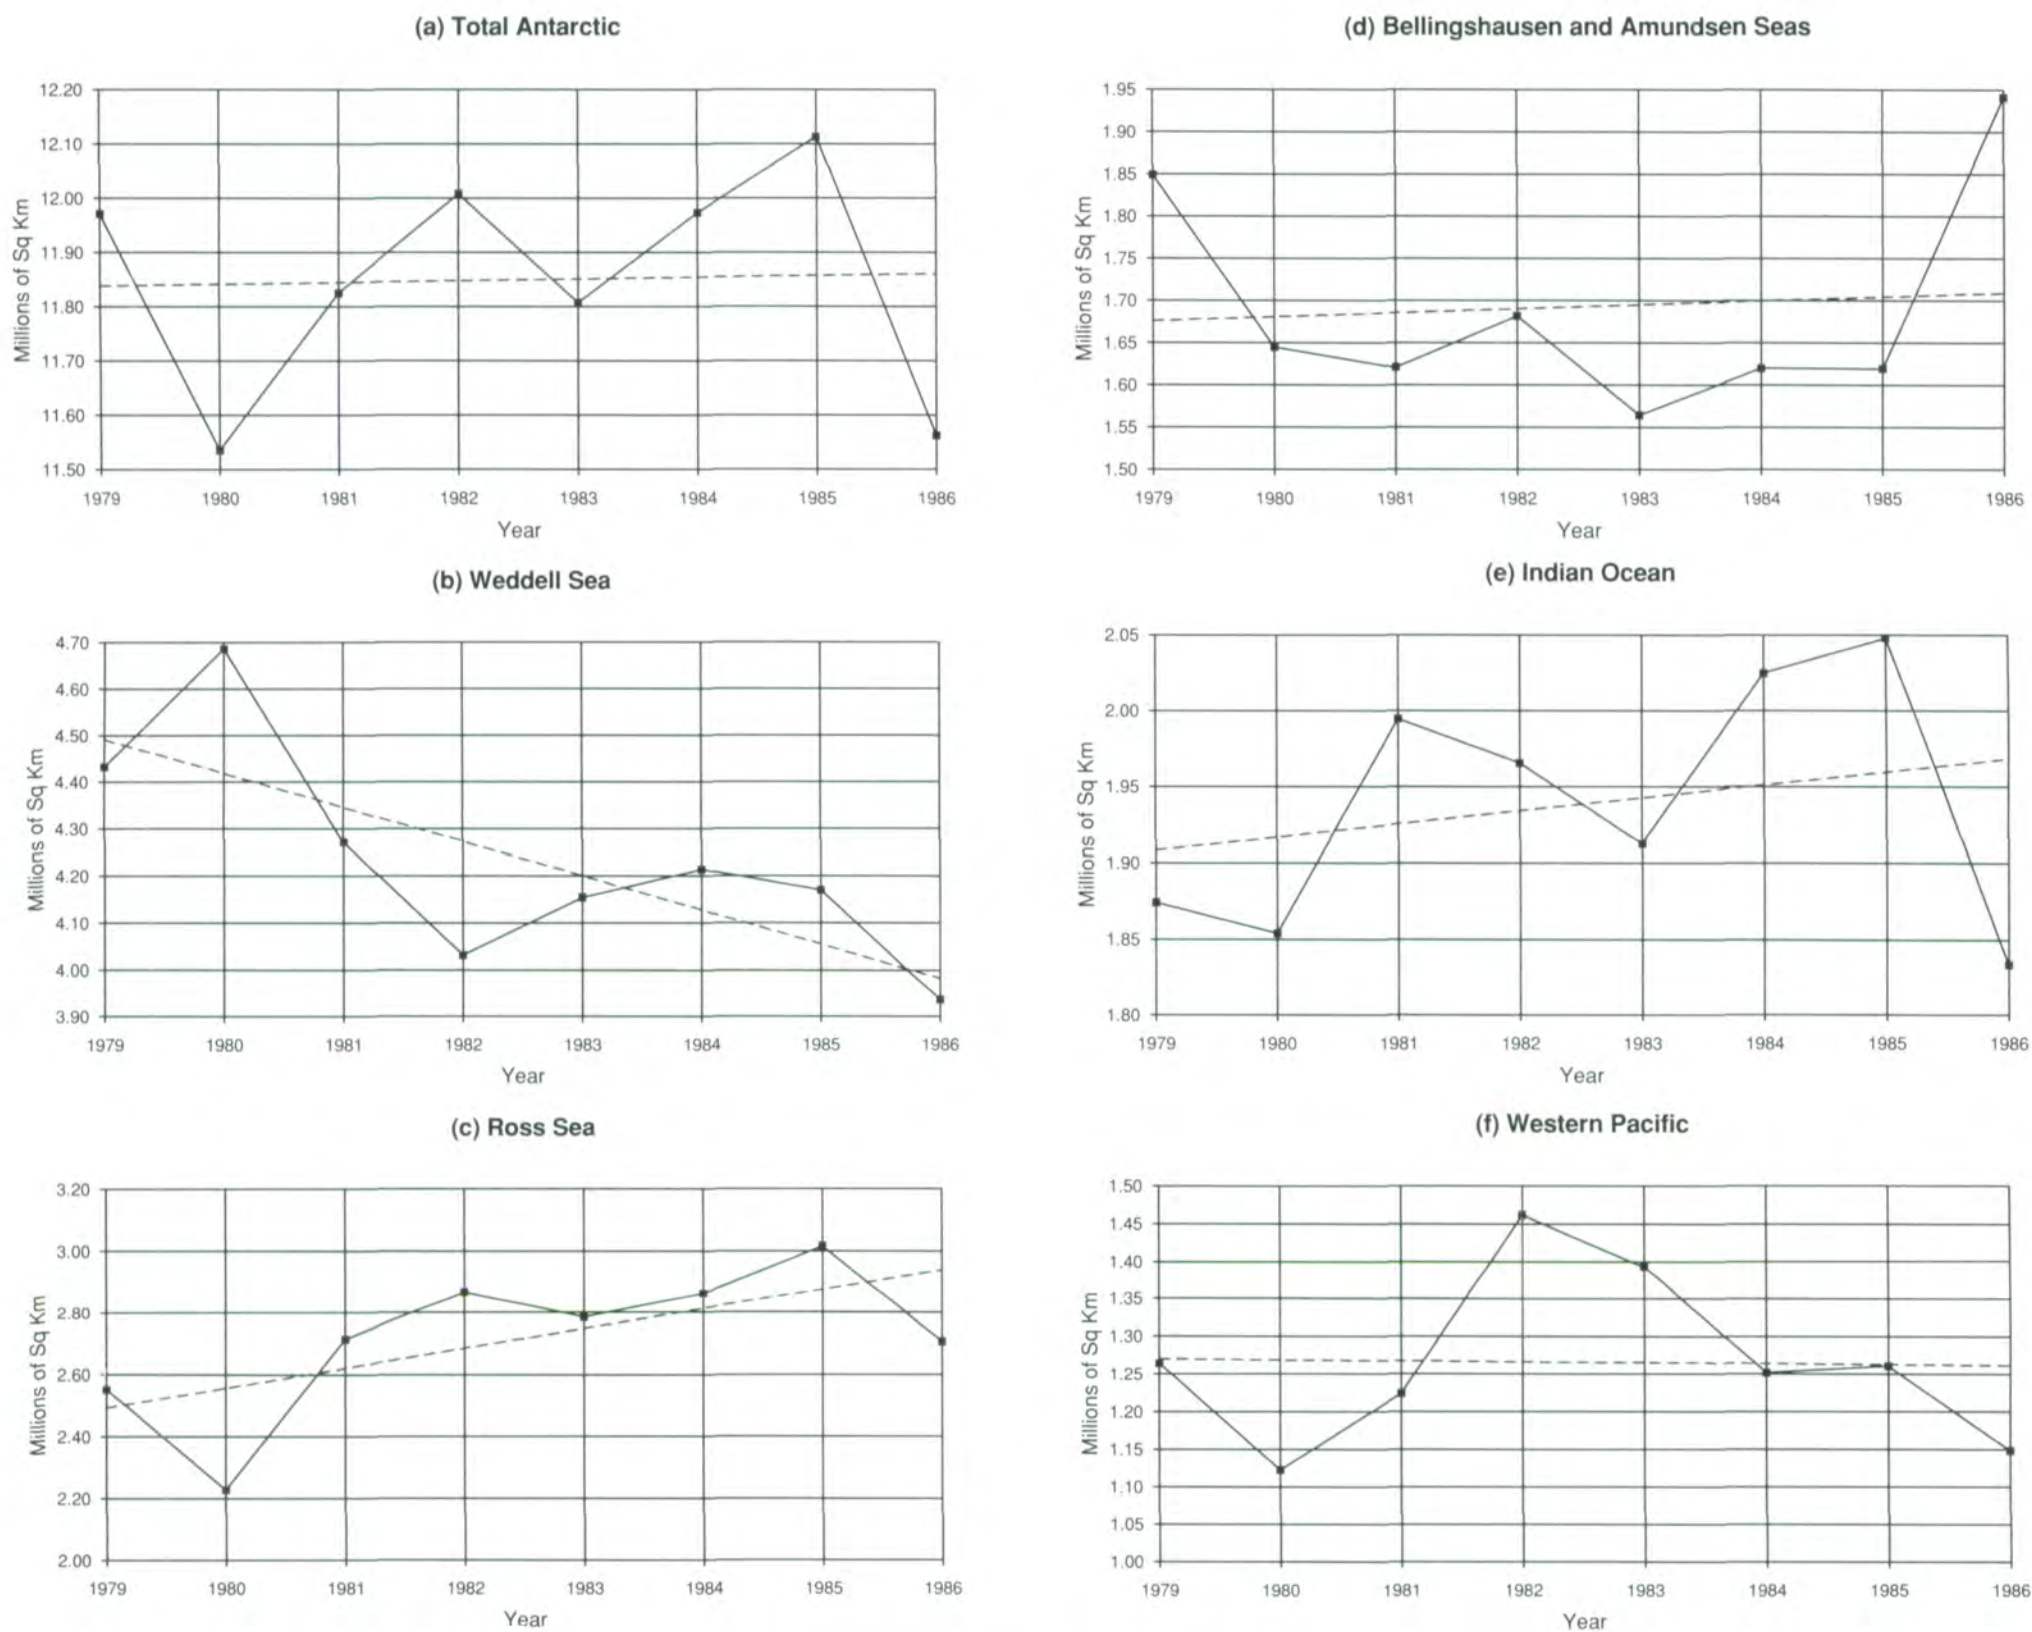 (a) Total Antarctic
12.20
12.10
12.00
11.90
11.80
11.70
11.60
11.50
Millions of Sq Km
1979 1980 1981 1982 1983 1984 1985 1986
Year
(b) Weddell Sea
4.70
4.60
4.50
4.40
4.30
4.20
4.10
4.00
3.90
Millions of Sq Km
1979 1980 1981 1982 1983 1984 1985 1986
Year
(c) Ross Sea
3.20
3.00
2.80
2.60
2.40
2.20
2.00
Millions of Sq Km
1979 1980 1981 1982 1983 1984 1985 1986
Year
(d) Bellingshausen and Amundsen Seas
1.95
1.90
1.85
1.80
1.75
1.70
1.65
1.60
1.55
1.50
Millions of Sq Km
1979 1980 1981 1982 1983 1984 1985 1986
Year
(e) Indian Ocean
2.05
2.00
1.95
1.90
1.85
1.80
Millions of Sq Km
1979 1980 1981 1982 1983 1984 1985 1986
Year
(f) Western Pacific
1.50
1.45
1.40
1.35
1.30
1.25
1.20
1.15
1.10
1.05
1.00
Millions of Sq Km
1979 1980 1981 1982 1983 1984 1985 1986
Year